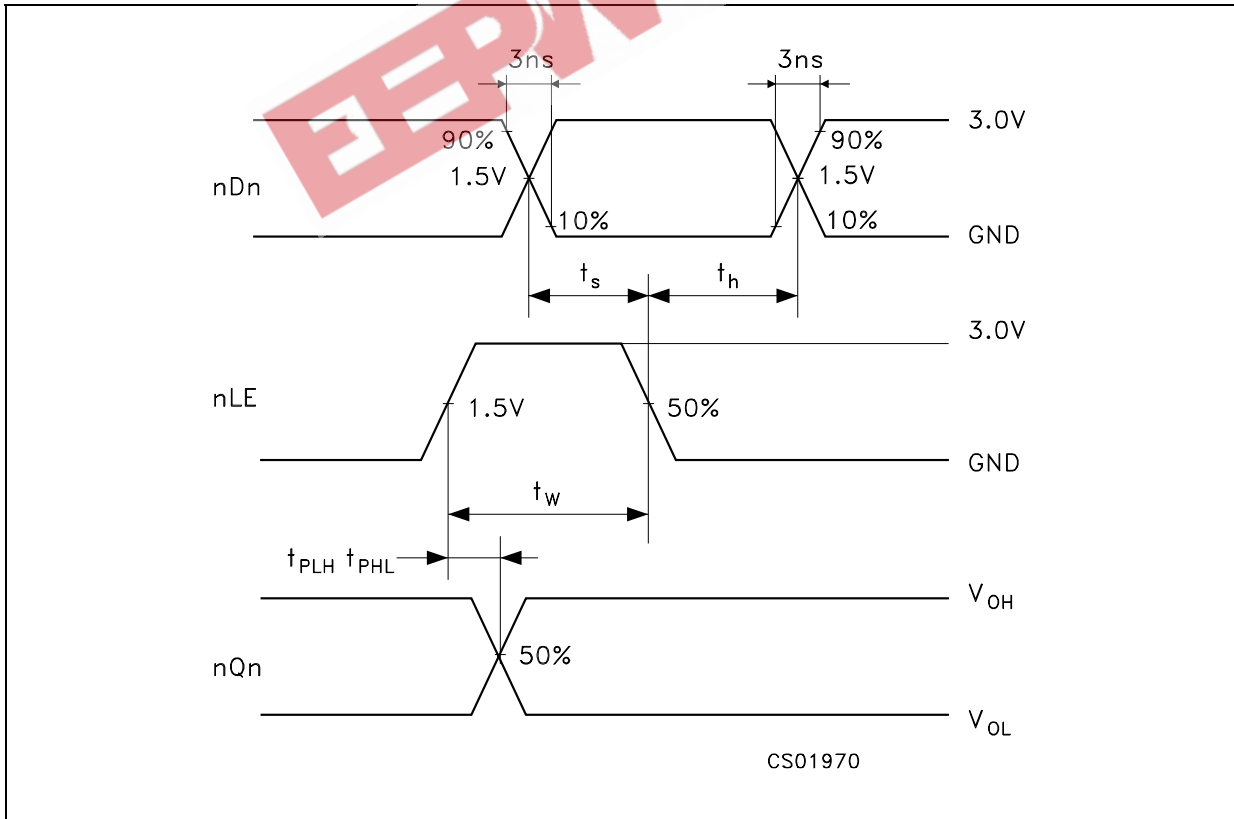 EEPW
3ns 3ns
90% 3.0V
90%
nDn 1.5V 1.5V
10% 10%
GND
ts th
3.0V
nLE 1.5V 50%
GND
tW
tPLH tPHL
VOH
nQn 50%
VOL
CS01970